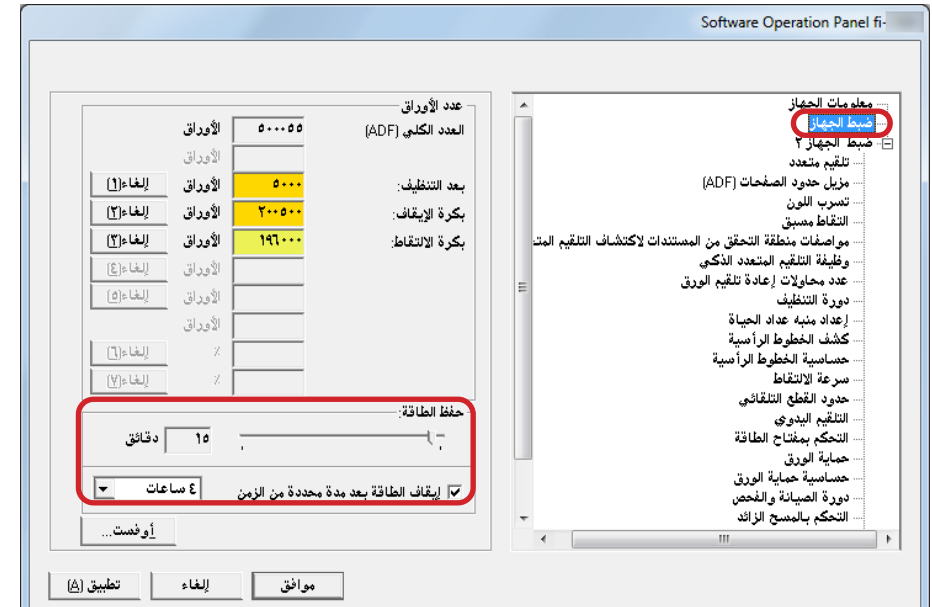 Software Operation Panel fi-
معلومات الجهاز
ضبط الجهاز
ضبط الجهاز ٢
تلقيم متعدد
مزيل حدود الصفحات (ADF)
تسرب اللون
التقاط مسبق
مواصفات منطقة التحقق من المستندات لاكتشاف التلقيم المتع
وظيفة التلقيم المتعدد الذكي
عدد محاولات إعادة تلقيم الورق
دورة التنظيف
إعداد منبه عداد الحياة
كشف الخطوط الرأسية
حساسية الخطوط الرأسية
سرعة الالتقاط
حدود القطع التلقائي
التلقيم اليدوي
التحكم بمفتاح الطاقة
حماية الورق
حساسية حماية الورق
دورة الصيانة والفحص
التحكم بالمسح الزائد
عدد الأوراق
العدد الكلي (ADF) ٥٠٠٠٥٥ الأوراق
الأوراق
بعد التنظيف: ٥٠٠٠ الأوراق إلغاء(١)
بكرة الإيقاف: ٢٠٠٥٠٠ الأوراق إلغاء(٢)
بكرة الالتقاط: ١٩٦٠٠٠ الأوراق إلغاء(٣)
الأوراق إلغاء(٤)
الأوراق إلغاء(٥)
الأوراق
٪ إلغاء(٦)
٪ إلغاء(٧)
حفظ الطاقة:
١٥ دقائق
إيقاف الطاقة بعد مدة محددة من الزمن ٤ ساعات
أوفست...
موافق إلغاء تطبيق (A)